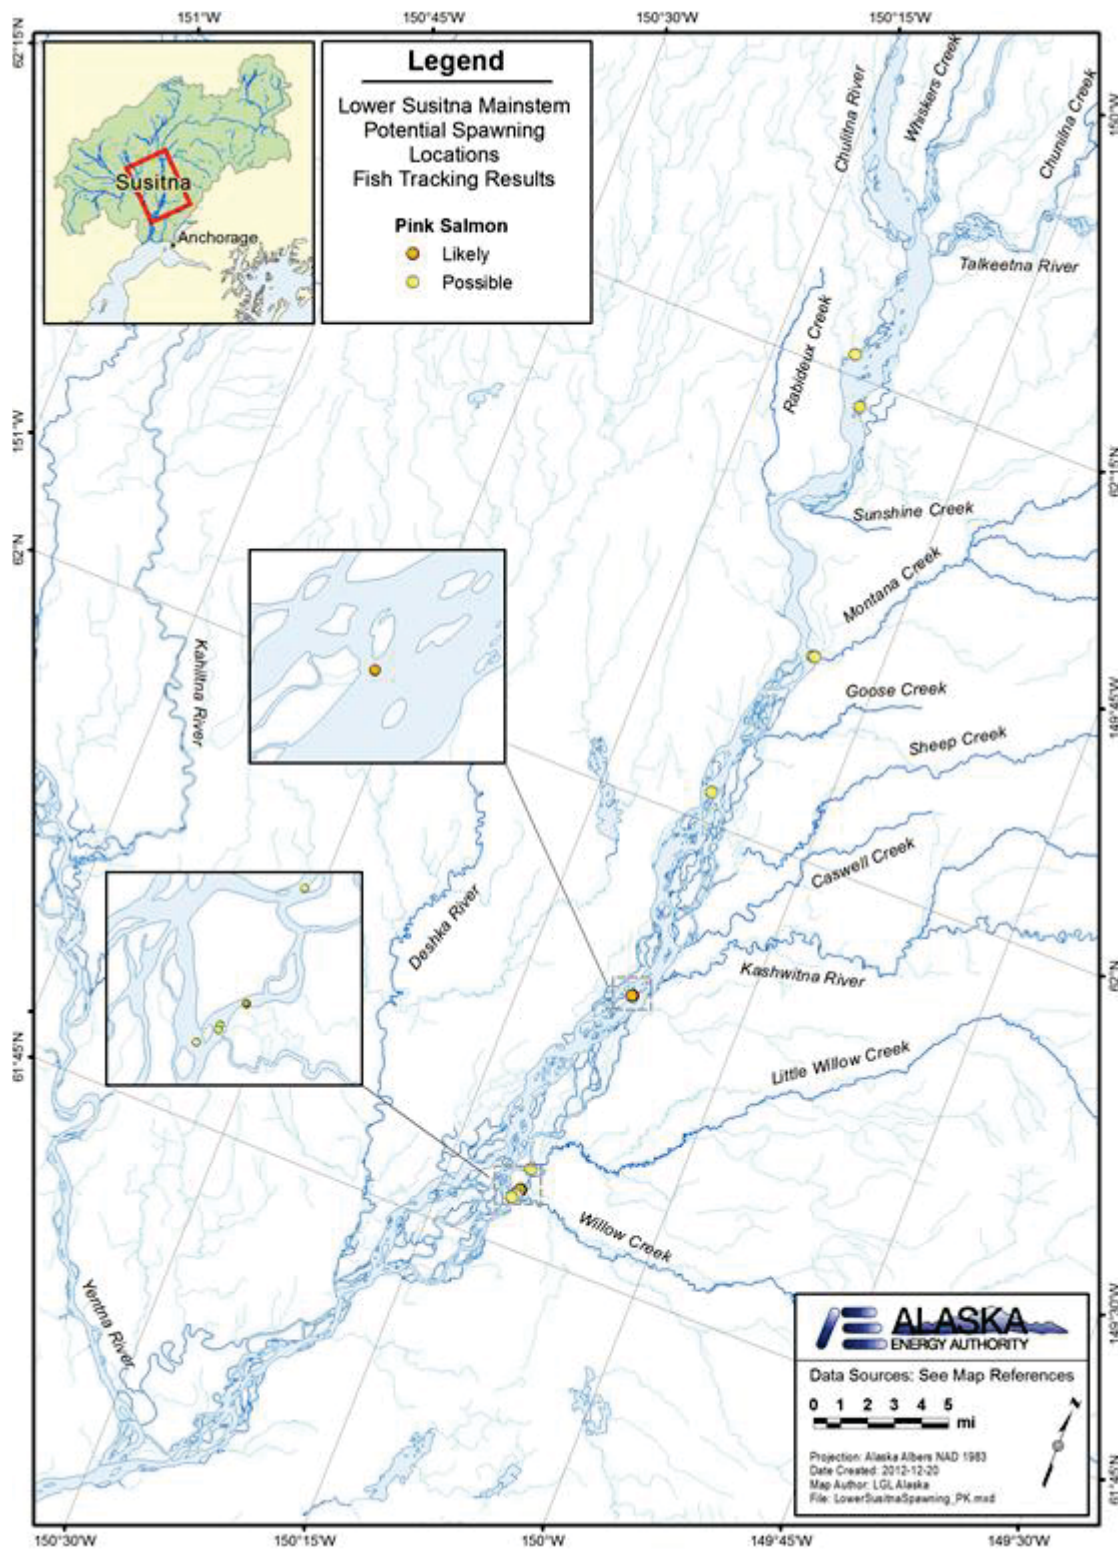 151°W
150°45'W
150°30'W
150°15'W
62°15'N
Legend
Lower Susitna Mainstem
Potential Spawning
Locations
Fish Tracking Results
Pink Salmon
Likely
Possible
Susitna
Anchorage
Chulitna River
Whiskers Creek
Chunilna Creek
150°W
Talkeetna River
Rabideux Creek
151°W
62°15'N
Sunshine Creek
62°N
Montana Creek
Kahiltna River
Goose Creek
149°45'W
Sheep Creek
Caswell Creek
Deshka River
Kashwitna River
62°N
61°45'N
Little Willow Creek
Willow Creek
Yentna River
149°30'W
ALASKA
ENERGY AUTHORITY
Data Sources: See Map References
0 1 2 3 4 5
mi
N
Projection: Alaska Albers NAD 1983
Date Created: 2012-12-20
Map Author: LGL Alaska
File: LowerSusitnaSpawning_PK.mxd
61°45'N
150°30'W
150°15'W
150°W
149°45'W
149°30'W